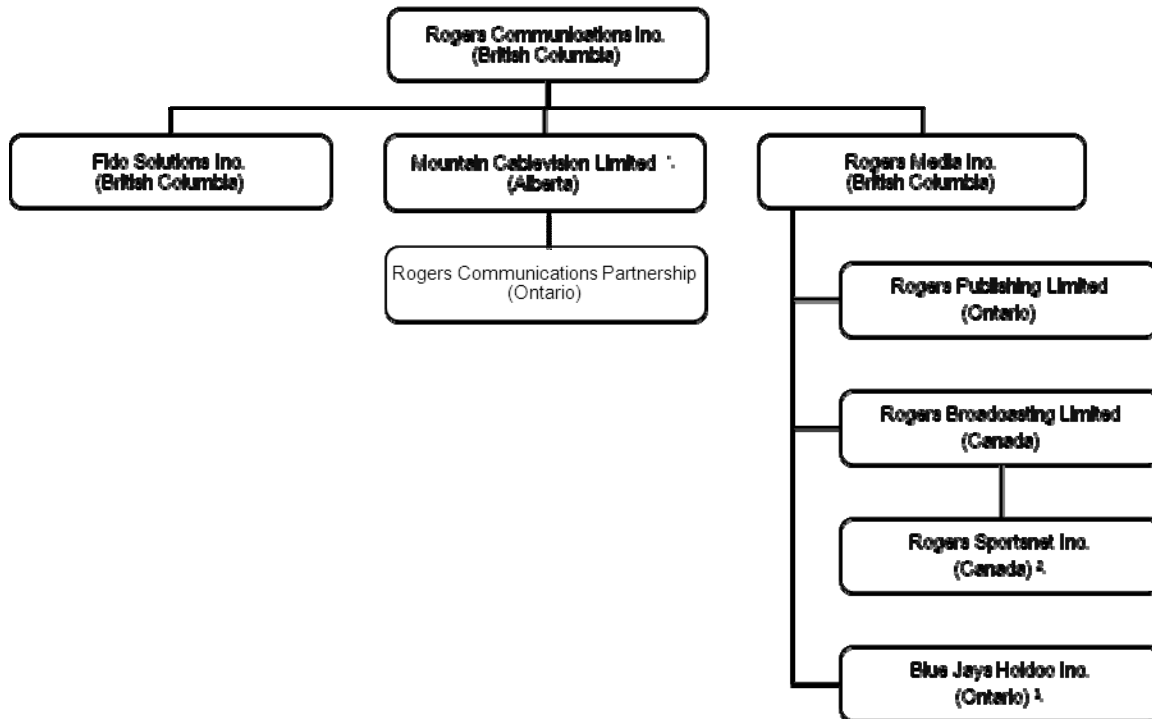 Rogers Communications Inc.
(British Columbia)
Fido Solutions Inc.
(British Columbia)
Mountain Cablevision Limited 1.
(Alberta)
Rogers Media Inc.
(British Columbia)
Rogers Communications Partnership
(Ontario)
Rogers Publishing Limited
(Ontario)
Rogers Broadcasting Limited
(Canada)
Rogers Sportsnet Inc.
(Canada) 2.
Blue Jays Holdco Inc.
(Ontario)